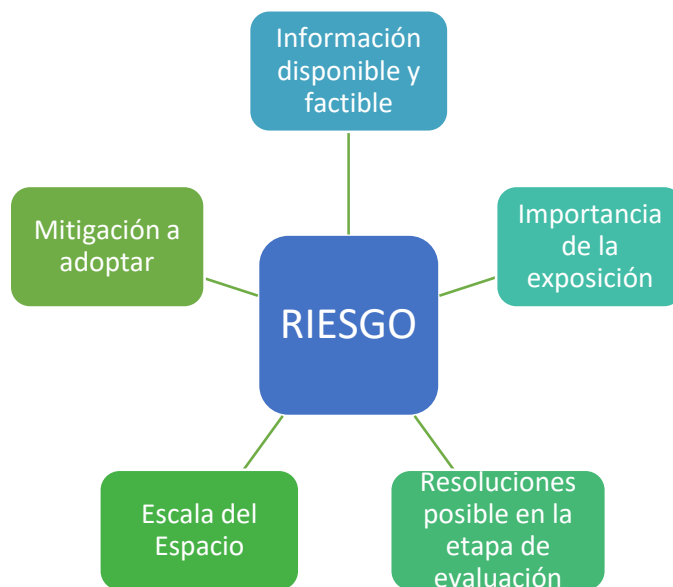 Información
disponible y
factible
Mitigación a
adoptar
Importancia
de la
exposición
RIESGO
Escala del
Espacio
Resoluciones
posible en la
etapa de
evaluación